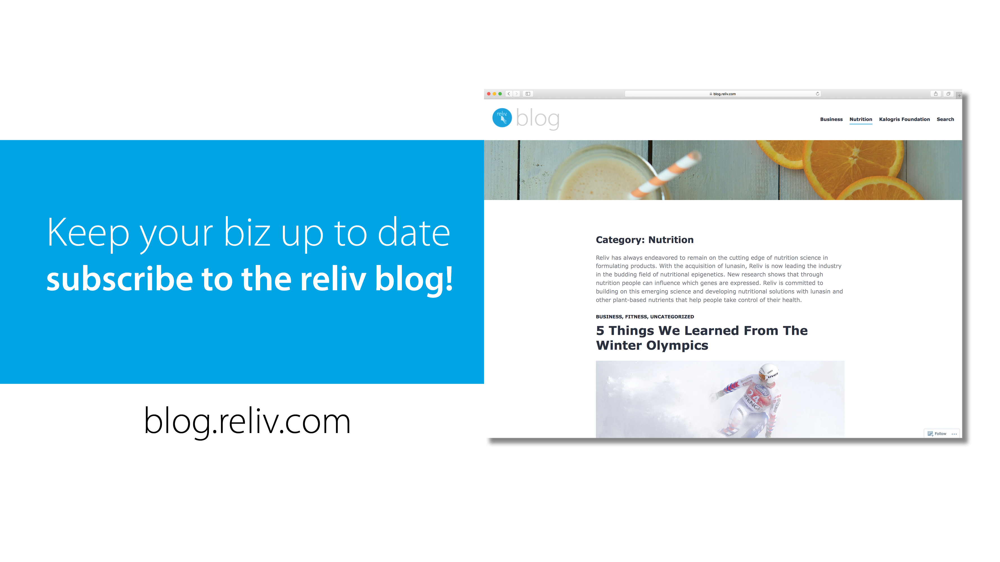 Keep your biz up to date
subscribe to the reliv blog!
blog.reliv.com
blog.reliv.com
reliv
blog
Business Nutrition Kalogris Foundation Search
Category: Nutrition
Reliv has always endeavored to remain on the cutting edge of nutrition science in
formulating products. With the acquisition of lunasin, Reliv is now leading the industry
in the budding field of nutritional epigenetics. New research shows that through
nutrition people can influence which genes are expressed. Reliv is committed to
building on this emerging science and developing nutritional solutions with lunasin and
other plant-based nutrients that help people take control of their health.
BUSINESS, FITNESS, UNCATEGORIZED
5 Things We Learned From The
Winter Olympics
uvex
uvex
24
WENGE
COLMAR
Follow